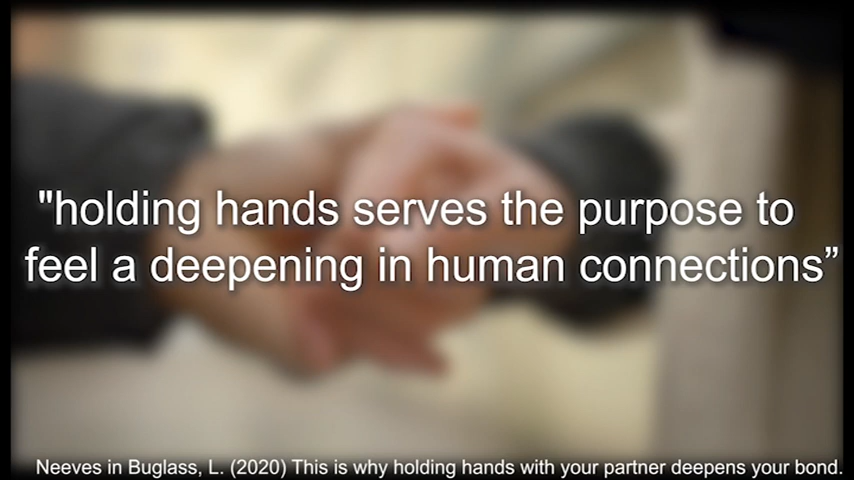 "holding hands serves the purpose to
feel a deepening in human connections”
Neeves in Buglass, L. (2020) This is why holding hands with your partner deepens your bond.